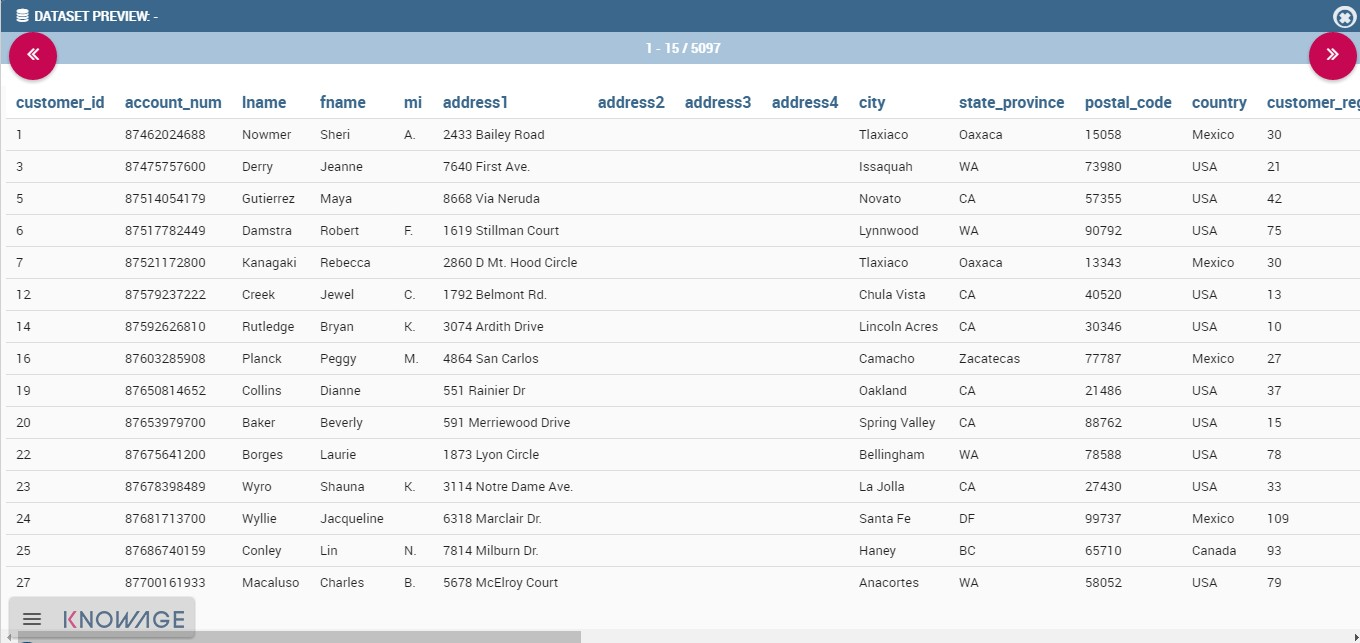 DATASET PREVIEW: -
1 - 15 / 5097
customer_id account_num lname fname mi address1 address2 address3 address4 city state_province postal_code country customer_reg
1 87462024688 Nowmer Sheri A. 2433 Bailey Road Tlaxiaco Oaxaca 15058 Mexico 30
3 87475757600 Derry Jeanne 7640 First Ave. Issaquah WA 73980 USA 21
5 87514054179 Gutierrez Maya 8668 Via Neruda Novato CA 57355 USA 42
6 87517782449 Damstra Robert F. 1619 Stillman Court Lynnwood WA 90792 USA 75
7 87521172800 Kanagaki Rebecca 2860 D Mt. Hood Circle Tlaxiaco Oaxaca 13343 Mexico 30
12 87579237222 Creek Jewel C. 1792 Belmont Rd. Chula Vista CA 40520 USA 13
14 87592626810 Rutledge Bryan K. 3074 Ardith Drive Lincoln Acres CA 30346 USA 10
16 87603285908 Planck Peggy M. 4864 San Carlos Camacho Zacatecas 77787 Mexico 27
19 87650814652 Collins Dianne 551 Rainier Dr Oakland CA 21486 USA 37
20 87653979700 Baker Beverly 591 Merriewood Drive Spring Valley CA 88762 USA 15
22 87675641200 Borges Laurie 1873 Lyon Circle Bellingham WA 78588 USA 78
23 87678398489 Wyro Shauna K. 3114 Notre Dame Ave. La Jolla CA 27430 USA 33
24 87681713700 Wyllie Jacqueline 6318 Marclair Dr. Santa Fe DF 99737 Mexico 109
25 87686740159 Conley Lin N. 7814 Milburn Dr. Haney BC 65710 Canada 93
27 87700161933 Macaluso Charles B. 5678 McElroy Court Anacortes WA 58052 USA 79
KNOWAGE